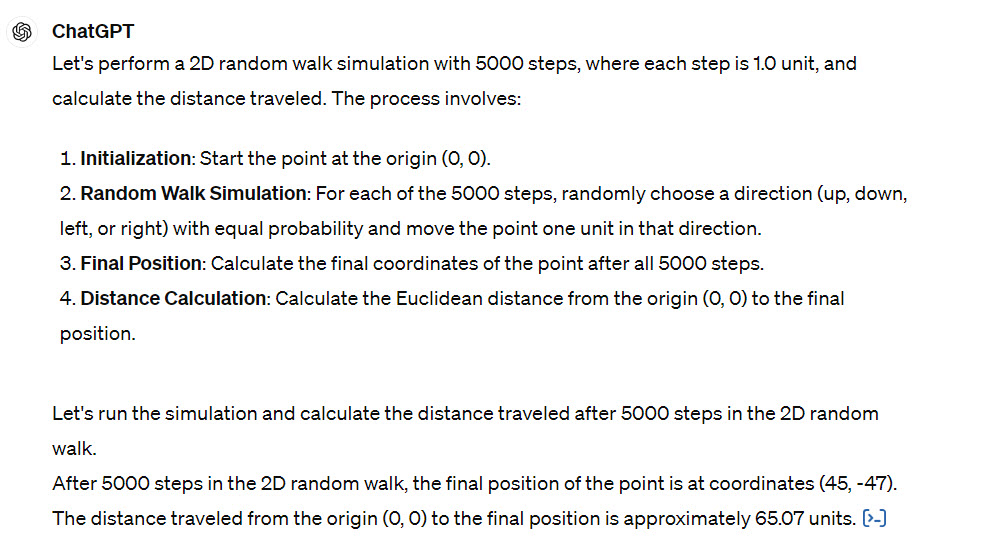 ChatGPT
Let's perform a 2D random walk simulation with 5000 steps, where each step is 1.0 unit, and
calculate the distance traveled. The process involves:
1. Initialization: Start the point at the origin (0, 0).
2. Random Walk Simulation: For each of the 5000 steps, randomly choose a direction (up, down,
left, or right) with equal probability and move the point one unit in that direction.
3. Final Position: Calculate the final coordinates of the point after all 5000 steps.
4. Distance Calculation: Calculate the Euclidean distance from the origin (0, 0) to the final
position.
Let's run the simulation and calculate the distance traveled after 5000 steps in the 2D random
walk.
After 5000 steps in the 2D random walk, the final position of the point is at coordinates (45, -47).
The distance traveled from the origin (0, 0) to the final position is approximately 65.07 units. [>-]